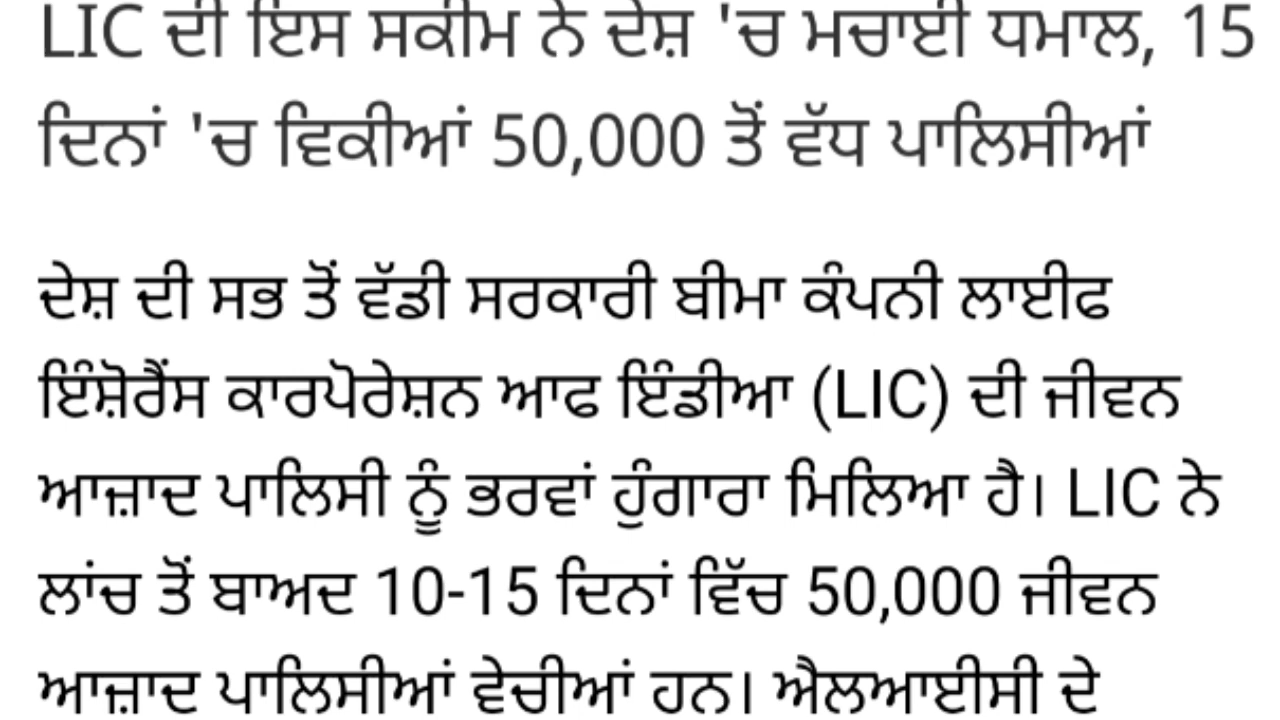 LIC ਦੀ ਇਸ ਸਕੀਮ ਨੇ ਦੇਸ਼ 'ਚ ਮਚਾਈ ਧਮਾਲ, 15
ਦਿਨਾਂ 'ਚ ਵਿਕੀਆਂ 50,000 ਤੋਂ ਵੱਧ ਪਾਲਿਸੀਆਂ
ਦੇਸ਼ ਦੀ ਸਭ ਤੋਂ ਵੱਡੀ ਸਰਕਾਰੀ ਬੀਮਾ ਕੰਪਨੀ ਲਾਈਫ
ਇੰਸ਼ੋਰੈਂਸ ਕਾਰਪੋਰੇਸ਼ਨ ਆਫ ਇੰਡੀਆ (LIC) ਦੀ ਜੀਵਨ
ਆਜ਼ਾਦ ਪਾਲਿਸੀ ਨੂੰ ਭਰਵਾਂ ਹੁੰਗਾਰਾ ਮਿਲਿਆ ਹੈ। LIC ਨੇ
ਲਾਂਚ ਤੋਂ ਬਾਅਦ 10-15 ਦਿਨਾਂ ਵਿੱਚ 50,000 ਜੀਵਨ
ਆਜ਼ਾਦ ਪਾਲਿਸੀਆਂ ਵੇਚੀਆਂ ਹਨ। ਐਲਆਈਸੀ ਦੇ